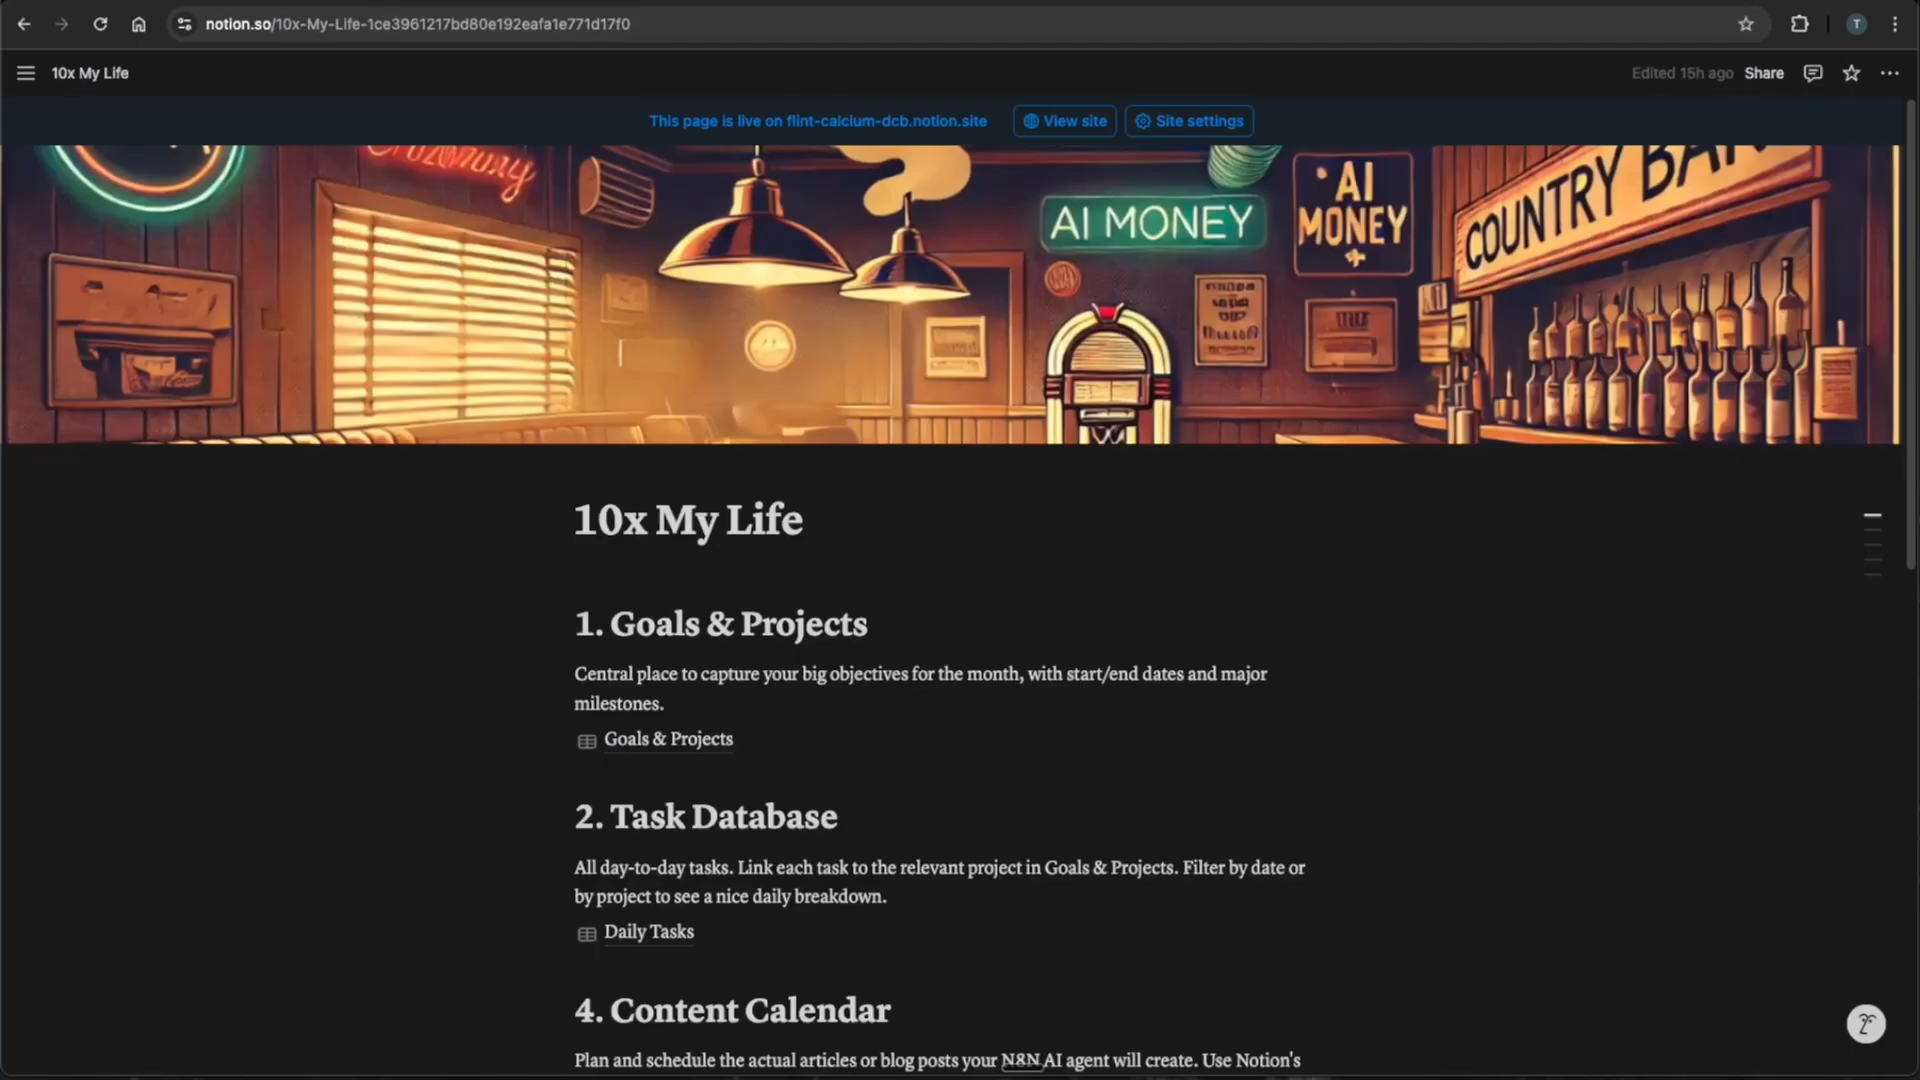 notion.so/10x-My-Life-1ce3961217bd80e192eafa1e771d17f0
T
10x My Life
Edited 15h ago
Share
This page is live on flint-calcium-dcb.notion.site
View site
Site settings
AI MONEY
AI
MONEY
COUNTRY BAR
10x My Life
1. Goals & Projects
Central place to capture your big objectives for the month, with start/end dates and major
milestones.
Goals & Projects
2. Task Database
All day-to-day tasks. Link each task to the relevant project in Goals & Projects. Filter by date or
by project to see a nice daily breakdown.
Daily Tasks
4. Content Calendar
Plan and schedule the actual articles or blog posts your N8N AI agent will create. Use Notion's